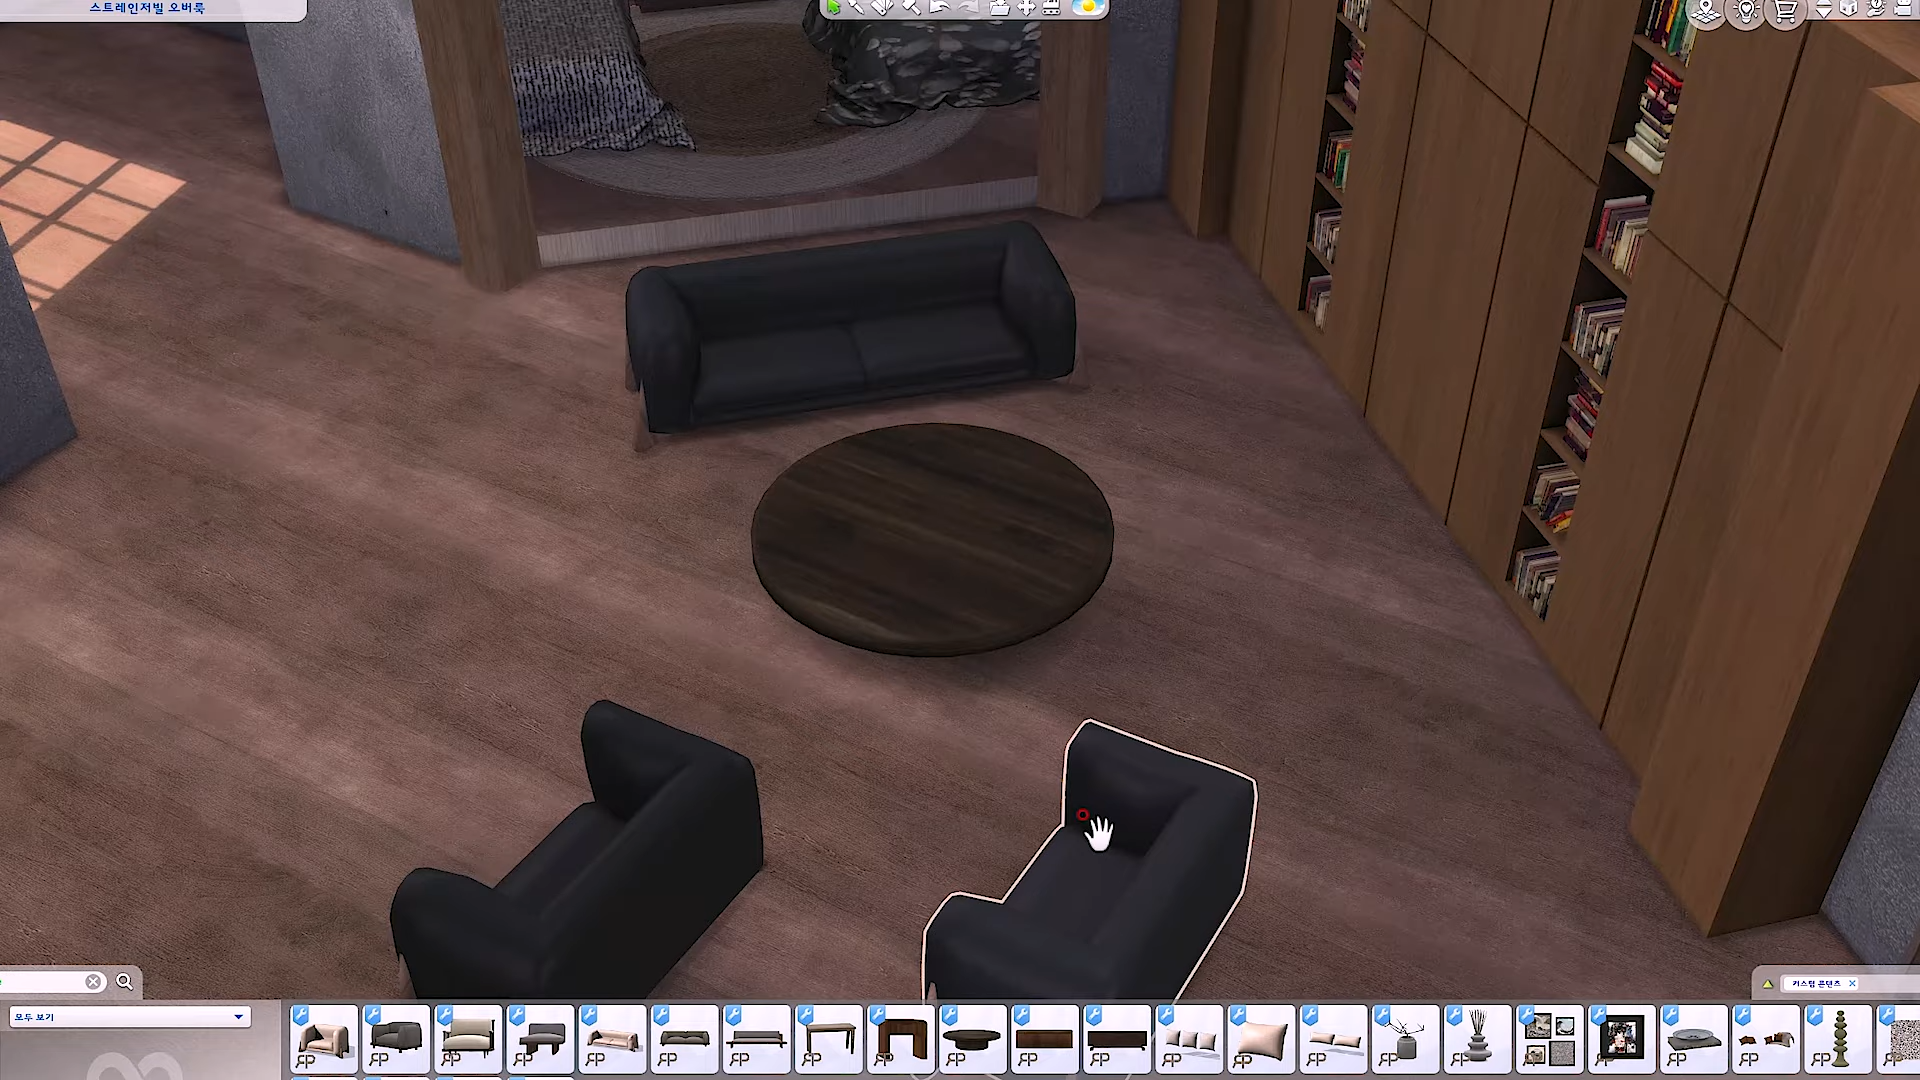 스트레인저빌 오버룩
모두 보기
커스텀 콘텐츠